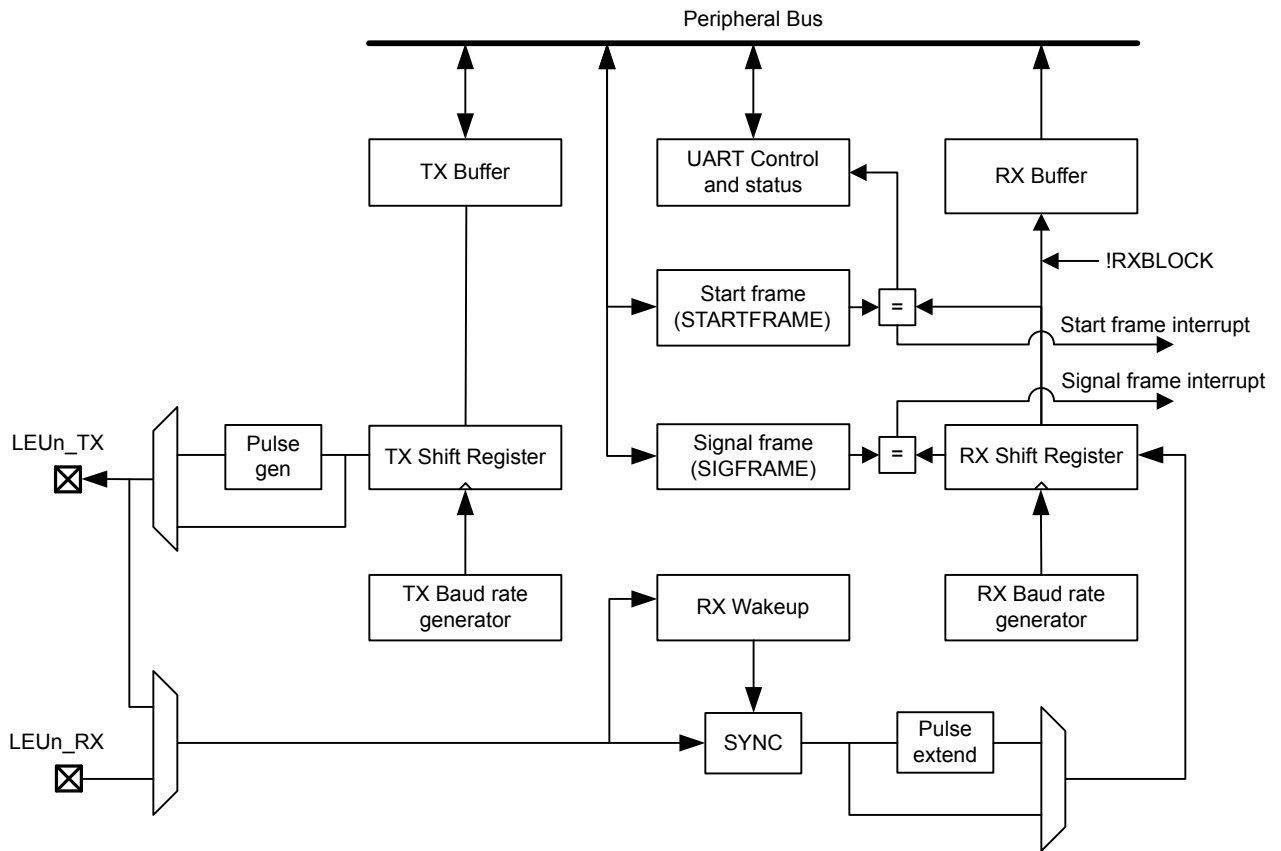 Peripheral Bus
TX Buffer
UART Control
and status
RX Buffer
!RXBLOCK
Start frame
(STARTFRAME)
=
Start frame interrupt
Signal frame interrupt
LEUn_TX
Pulse
gen
TX Shift Register
Signal frame
(SIGFRAME)
=
RX Shift Register
TX Baud rate
generator
RX Wakeup
RX Baud rate
generator
LEUn_RX
SYNC
Pulse
extend